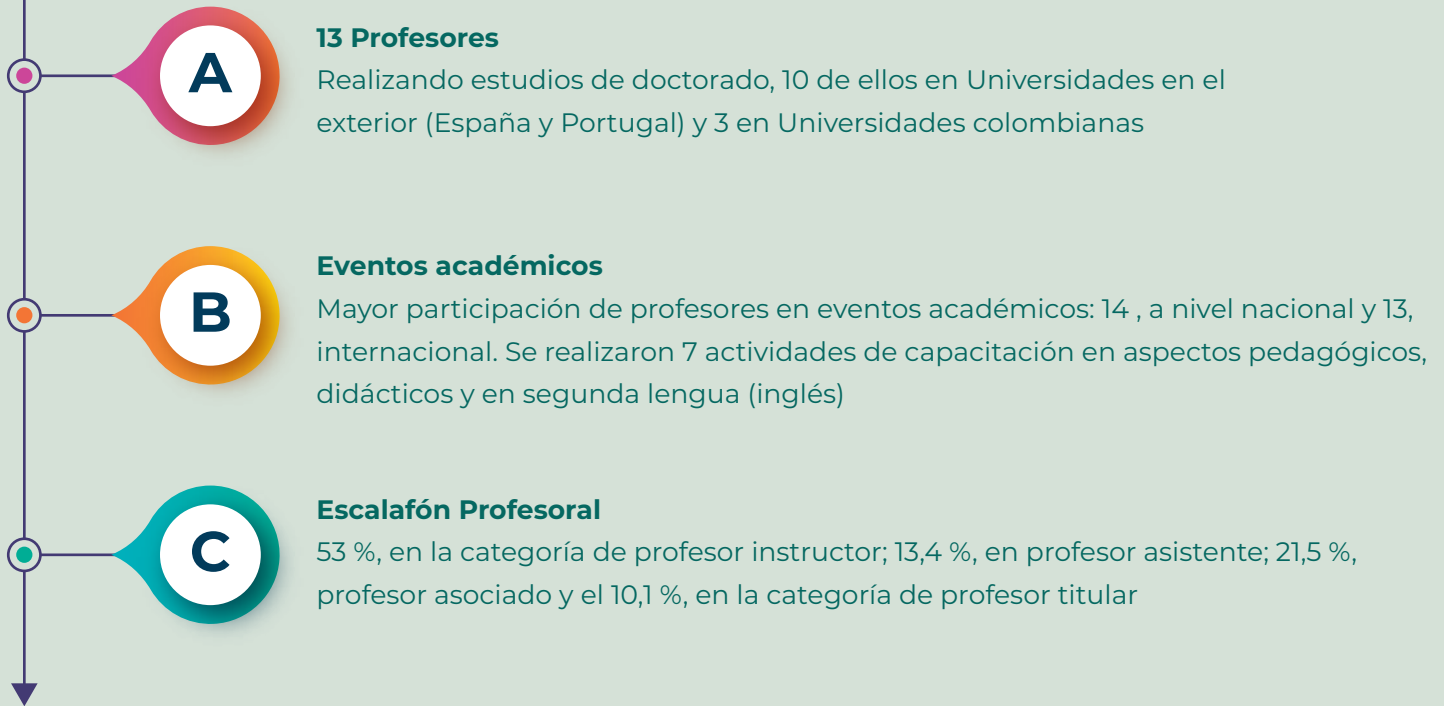 A
13 Profesores
Realizando estudios de doctorado, 10 de ellos en Universidades en el
exterior (España y Portugal) y 3 en Universidades colombianas
B
Eventos académicos
Mayor participación de profesores en eventos académicos: 14 , a nivel nacional y 13,
internacional. Se realizaron 7 actividades de capacitación en aspectos pedagógicos,
didácticos y en segunda lengua (inglés)
C
Escalafón Profesoral
53 %, en la categoría de profesor instructor; 13,4 %, en profesor asistente; 21,5 %,
profesor asociado y el 10,1 %, en la categoría de profesor titular